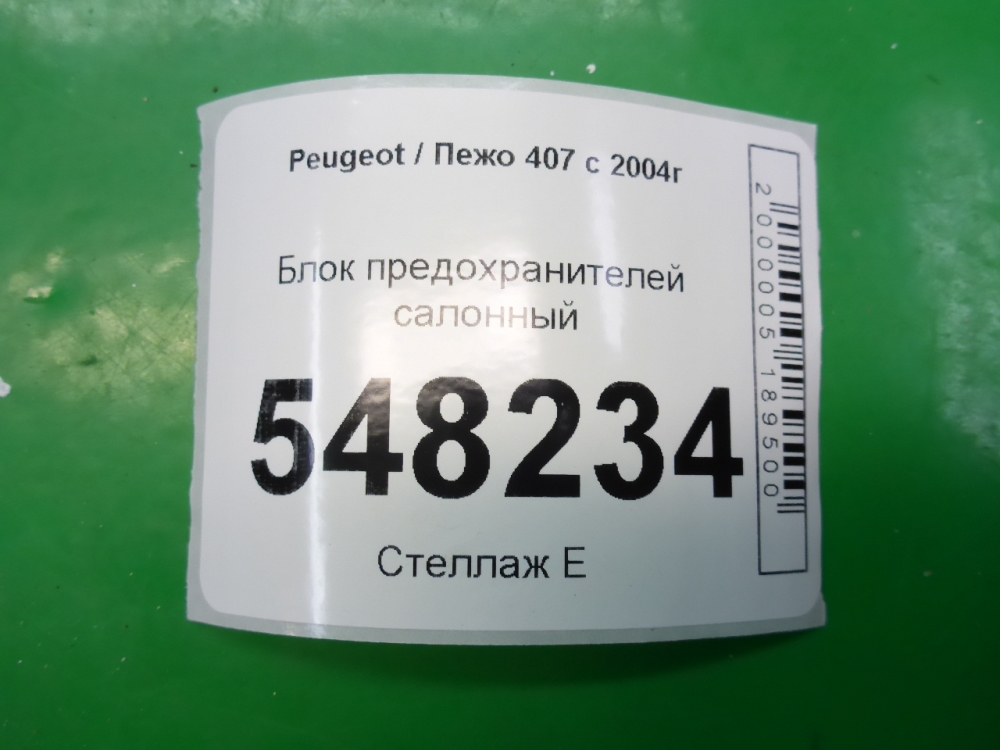 Peugeot / Пежо 407 с 2004г
Блок предохранителей
салонный
548234
Стеллаж Е
2000005189500